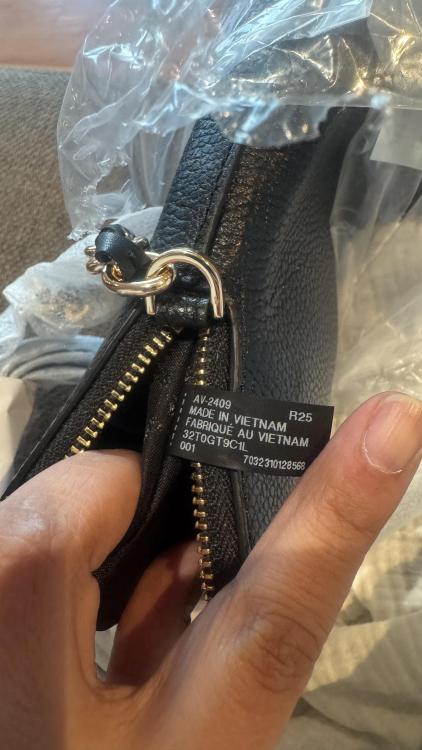 AV-2409 R25
MADE IN VIETNAM
FABRIQUÉ AU VIETNAM
32T0GT9C1L
001 7032310128568